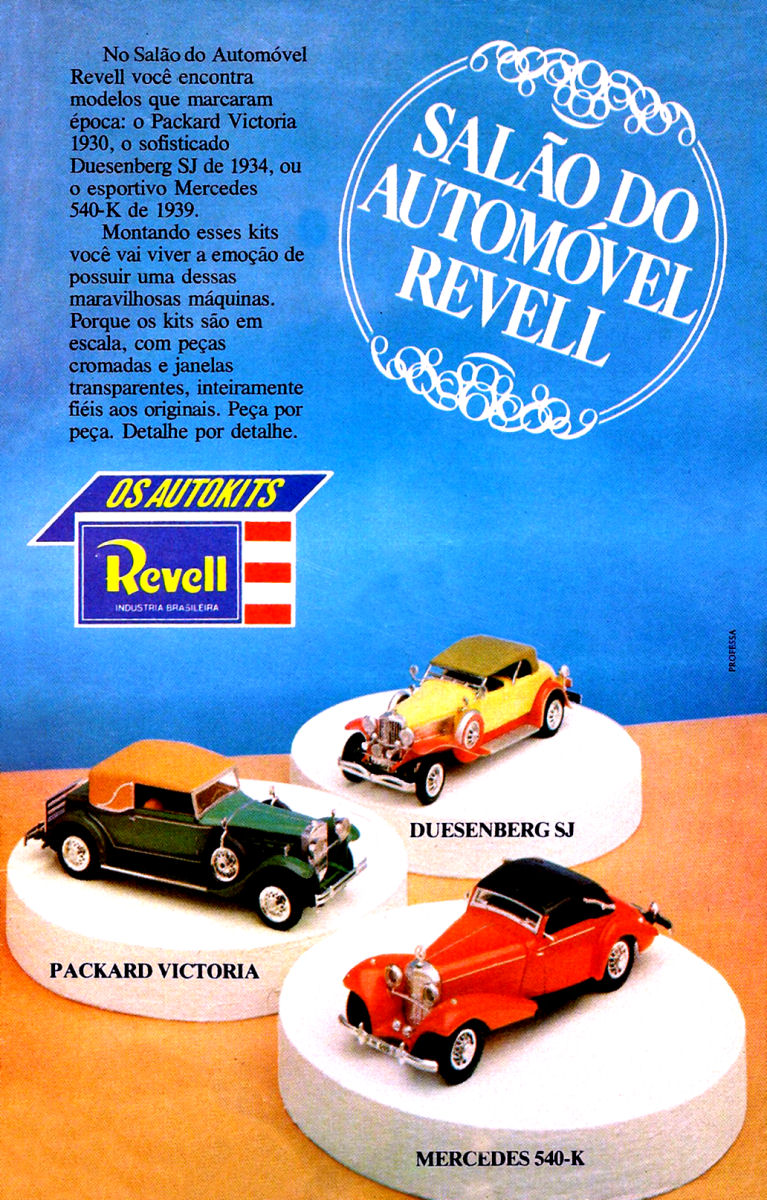 No Salão do Automóvel
Revell você encontra
modelos que marcaram
época: o Packard Victoria
1930, o sofisticado
Duesenberg SJ de 1934, ou
o esportivo Mercedes
540-K de 1939.
Montando esses kits
você vai viver a emoção de
possuir uma dessas
maravilhosas máquinas.
Porque os kits são em
escala, com peças
cromadas e janelas
transparentes, inteiramente
fiéis aos originais. Peça por
peça. Detalhe por detalhe.
SALÃO DO
AUTOMÓVEL
REVELL
OS AUTOKITS
Revell
INDUSTRIA BRASILEIRA
PROFESSA
DUESENBERG SJ
PACKARD VICTORIA
MERCEDES 540-K